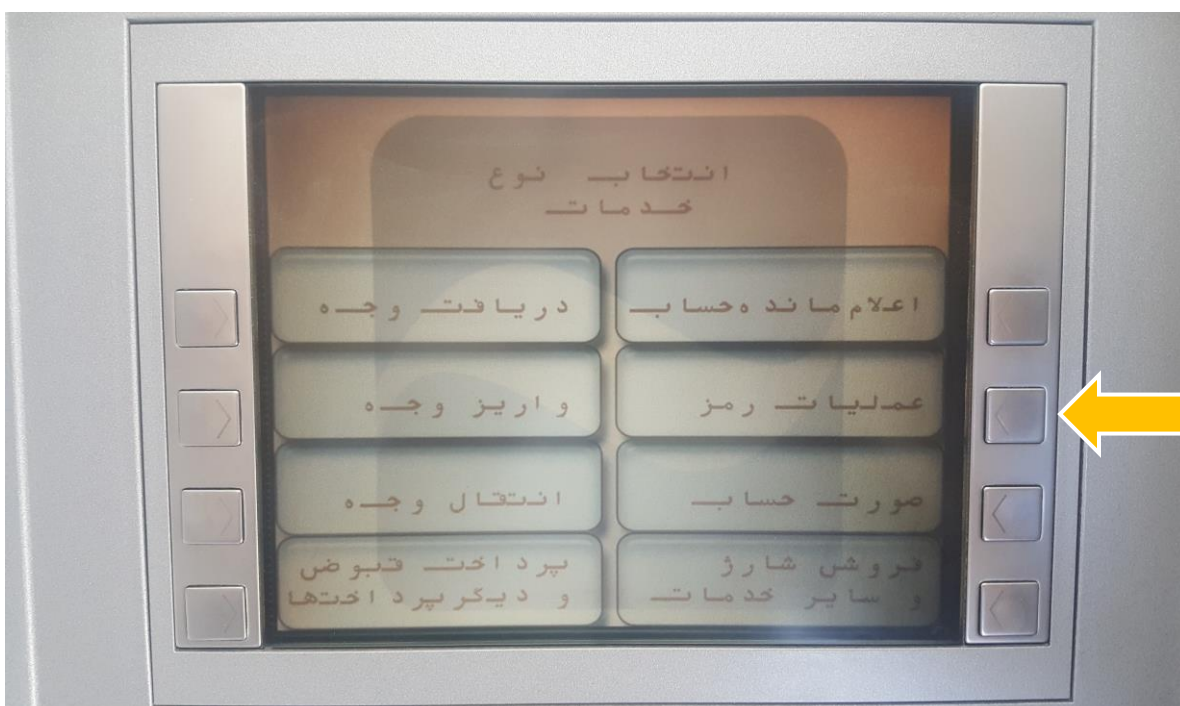 انتخاب نوع
خدمات
اعلام مانده حساب
دریافت وجه
عملیات رمز
واریز وجه
صورت حساب
انتقال وجه
فروش شارژ
و سایر خدمات
پرداخت قبوض
و دیگر پرداختها